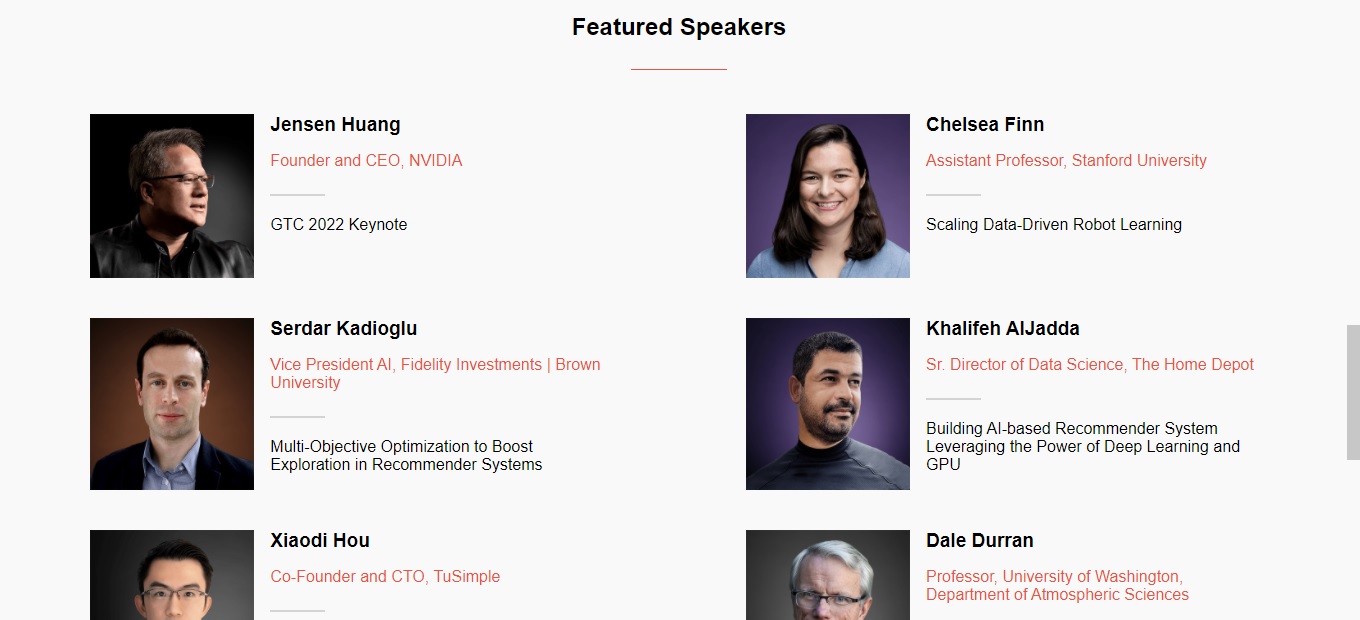 Featured Speakers
Jensen Huang
Founder and CEO, NVIDIA
GTC 2022 Keynote
Chelsea Finn
Assistant Professor, Stanford University
Scaling Data-Driven Robot Learning
Serdar Kadioglu
Vice President AI, Fidelity Investments | Brown
University
Multi-Objective Optimization to Boost
Exploration in Recommender Systems
Khalifeh AlJadda
Sr. Director of Data Science, The Home Depot
Building AI-based Recommender System
Leveraging the Power of Deep Learning and
GPU
Xiaodi Hou
Co-Founder and CTO, TuSimple
Dale Durran
Professor, University of Washington,
Department of Atmospheric Sciences